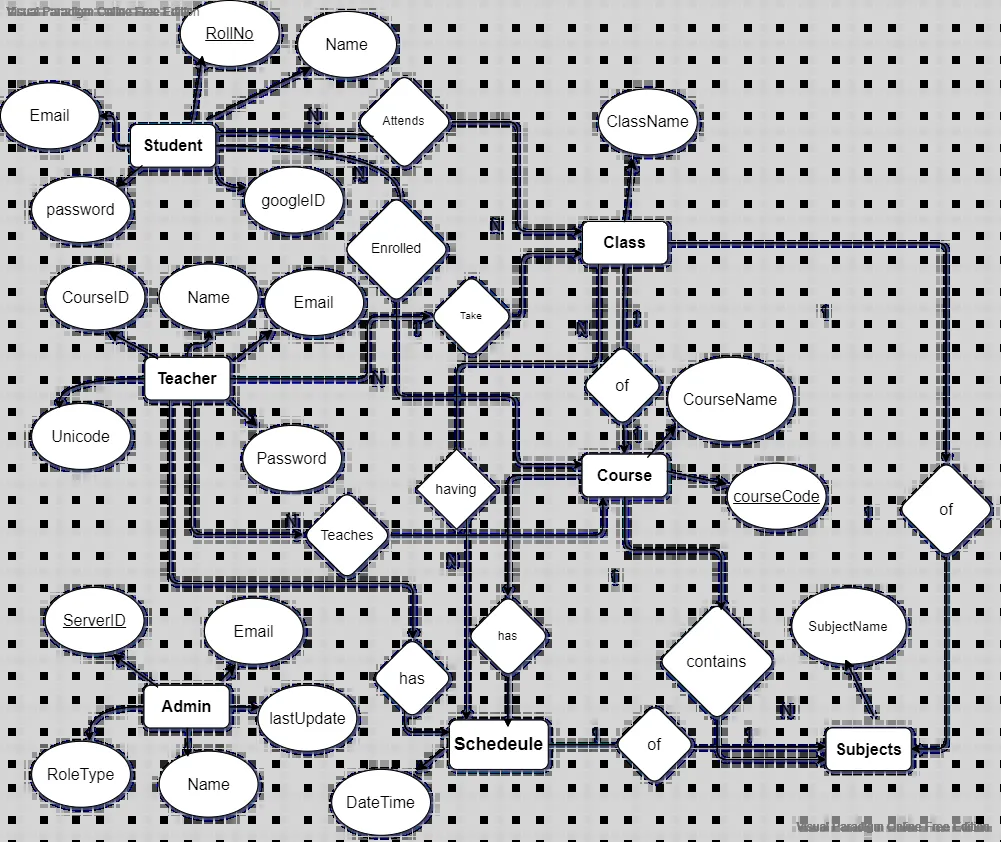 Visual Paradigm Online Free Edition
RollNo
Name
Email
Attends
ClassName
N
Student
password
googleID
N
N
Class
Enrolled
CourseID
Name
Email
Take
1
1
N
1
Teacher
N
of
CourseName
Unicode
Password
1
Course
having
courseCode
of
1
N
Teaches
N
1
ServerID
Email
has
SubjectName
contains
has
Admin
lastUpdate
N
Schedeule
1
of
1
Subjects
RoleType
Name
DateTime
Visual Paradigm Online Free Edition